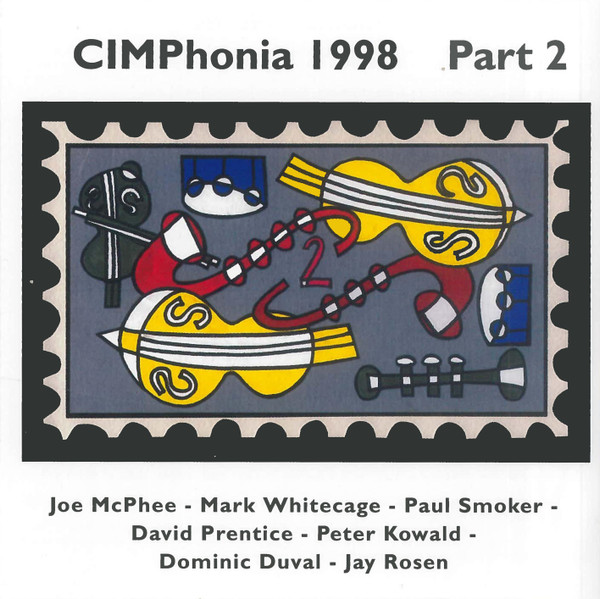 CIMPhonia 1998 Part 2
2
Joe McPhee - Mark Whitecage - Paul Smoker -
David Prentice - Peter Kowald -
Dominic Duval - Jay Rosen